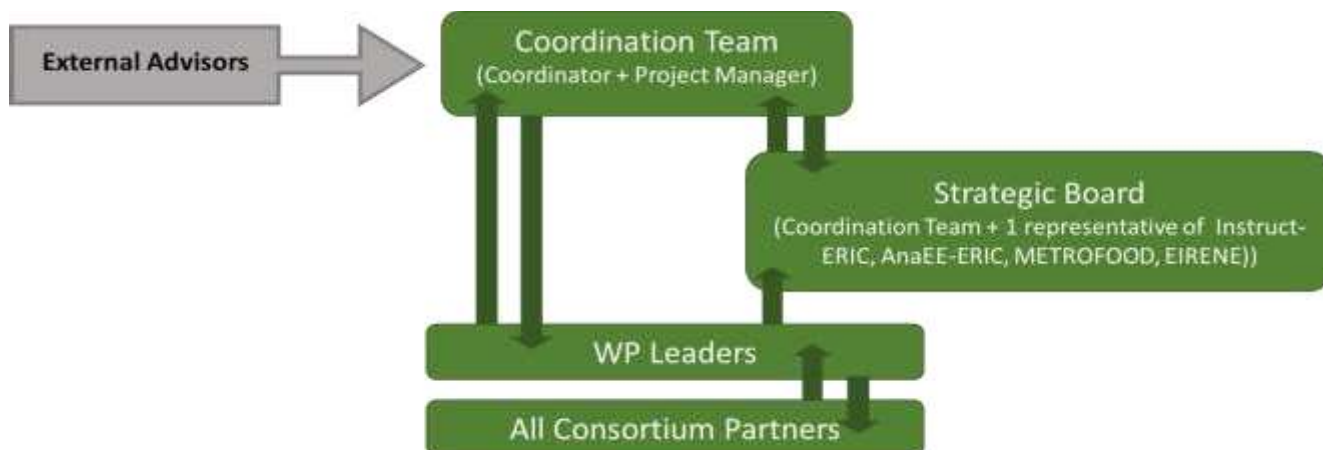 External Advisors
Coordination Team
(Coordinator + Project Manager)
Strategic Board
(Coordination Team + 1 representative of Instruct-
ERIC, AnaEE-ERIC, METROFOOD, EIRENE))
WP Leaders
All Consortium Partners